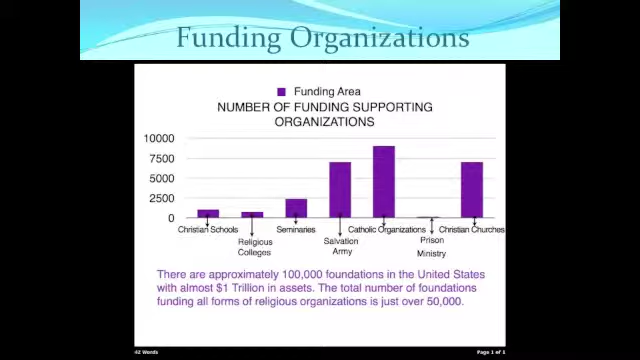 Funding Organizations
Funding Area
NUMBER OF FUNDING SUPPORTING
ORGANIZATIONS
10000
7500
5000
2500
0
Christian Schools
Religious
Colleges
Seminaries
Salvation
Army
Catholic Organizations
Prison
Ministry
Christian Churches
There are approximately 100,000 foundations in the United States
with almost $1 Trillion in assets. The total number of foundations
funding all forms of religious organizations is just over 50,000.
42 Words
Page 1 of 1